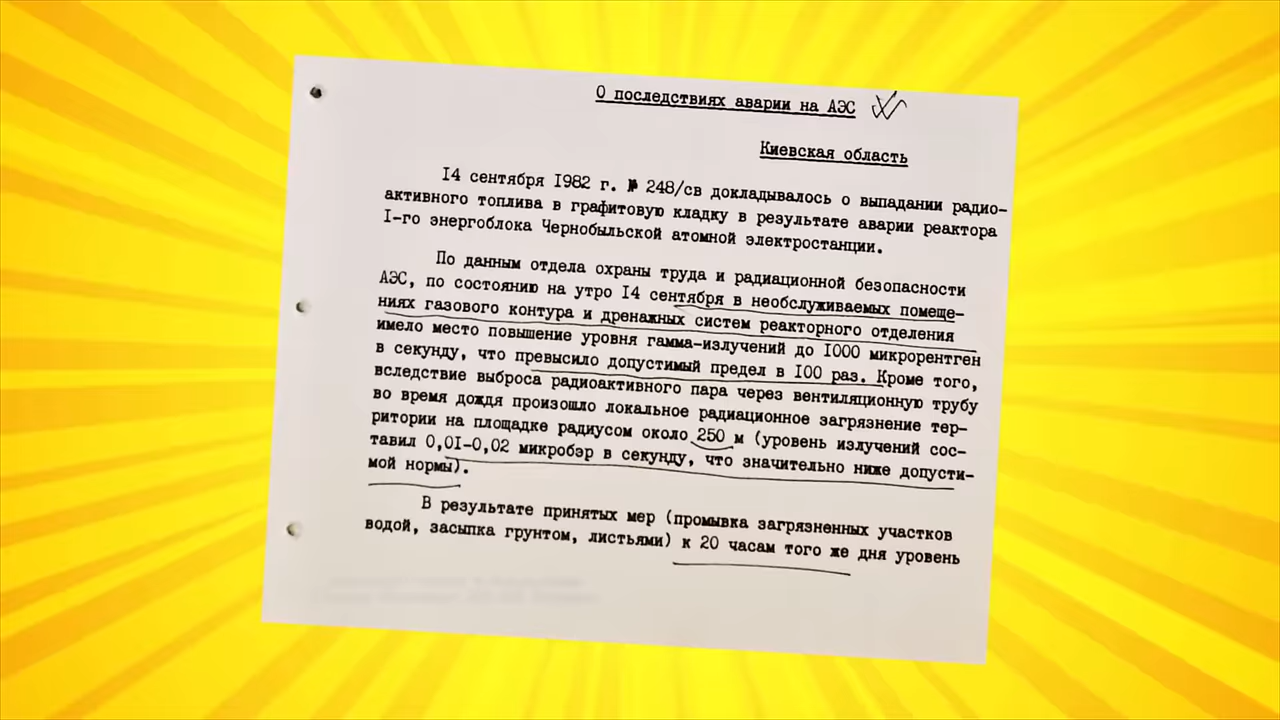 О последствиях аварии на АЭС
Киевская область
14 сентября 1982 г. № 248/св докладывалось о выпадании радио-
активного топлива в графитовую кладку в результате аварии реактора
I-го энергоблока Чернобыльской атомной электростанции.
По данным отдела охраны труда и радиационной безопасности
АЭС, по состоянию на утро 14 сентября в необслуживаемых помеще-
ниях газового контура и дренажных систем реакторного отделения
имело место повышение уровня гамма-излучений до 1000 микрорентген
в секунду, что превысило допустимый предел в 100 раз. Кроме того,
вследствие выброса радиоактивного пара через вентиляционную трубу
во время дождя произошло локальное радиационное загрязнение тер-
ритории на площадке радиусом около 250 м (уровень излучений сос-
тавил 0,01-0,02 микробэр в секунду, что значительно ниже допусти-
мой нормы).
В результате принятых мер (промывка загрязненных участков
водой, засыпка грунтом, листьями) к 20 часам того же дня уровень